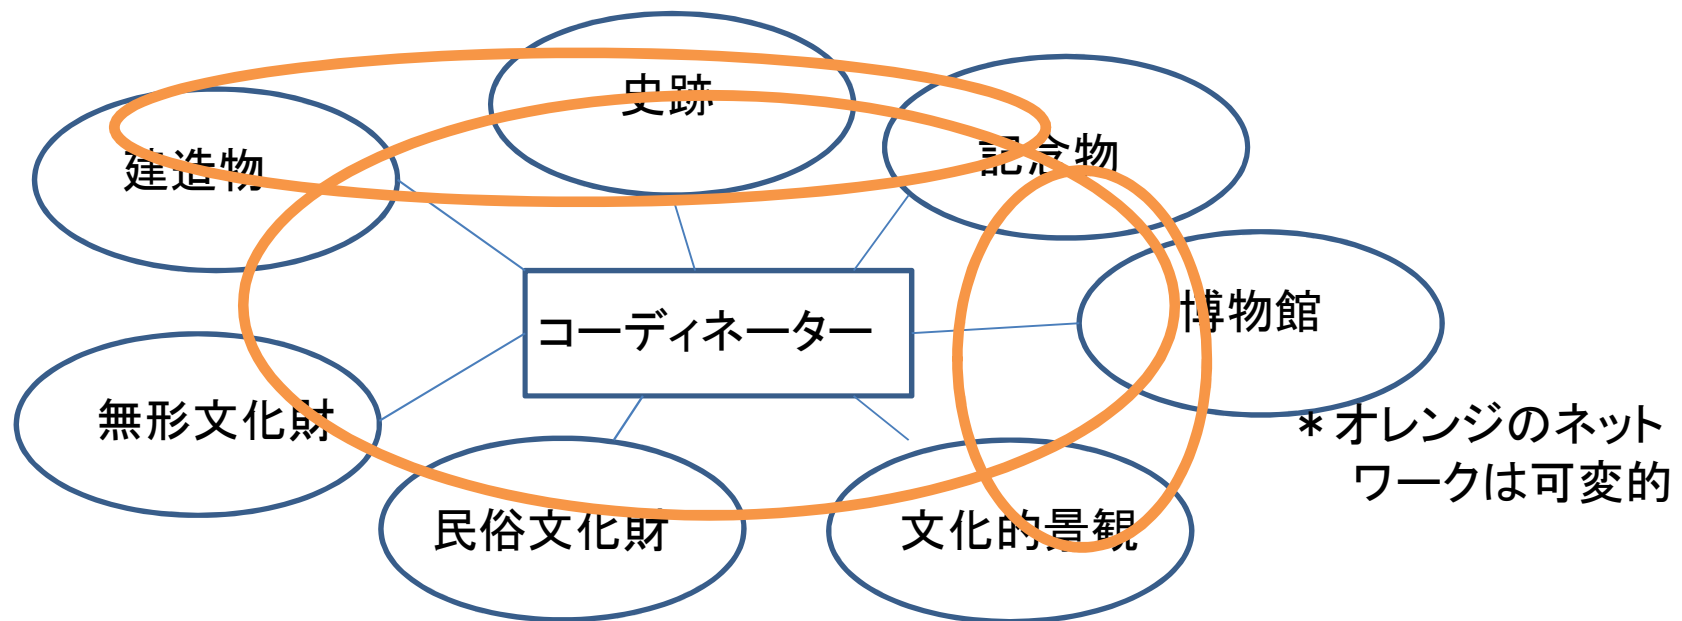 史跡
記念物
建造物
博物館
コーディネーター
無形文化財
＊オレンジのネット
ワークは可変的
民俗文化財
文化的景観